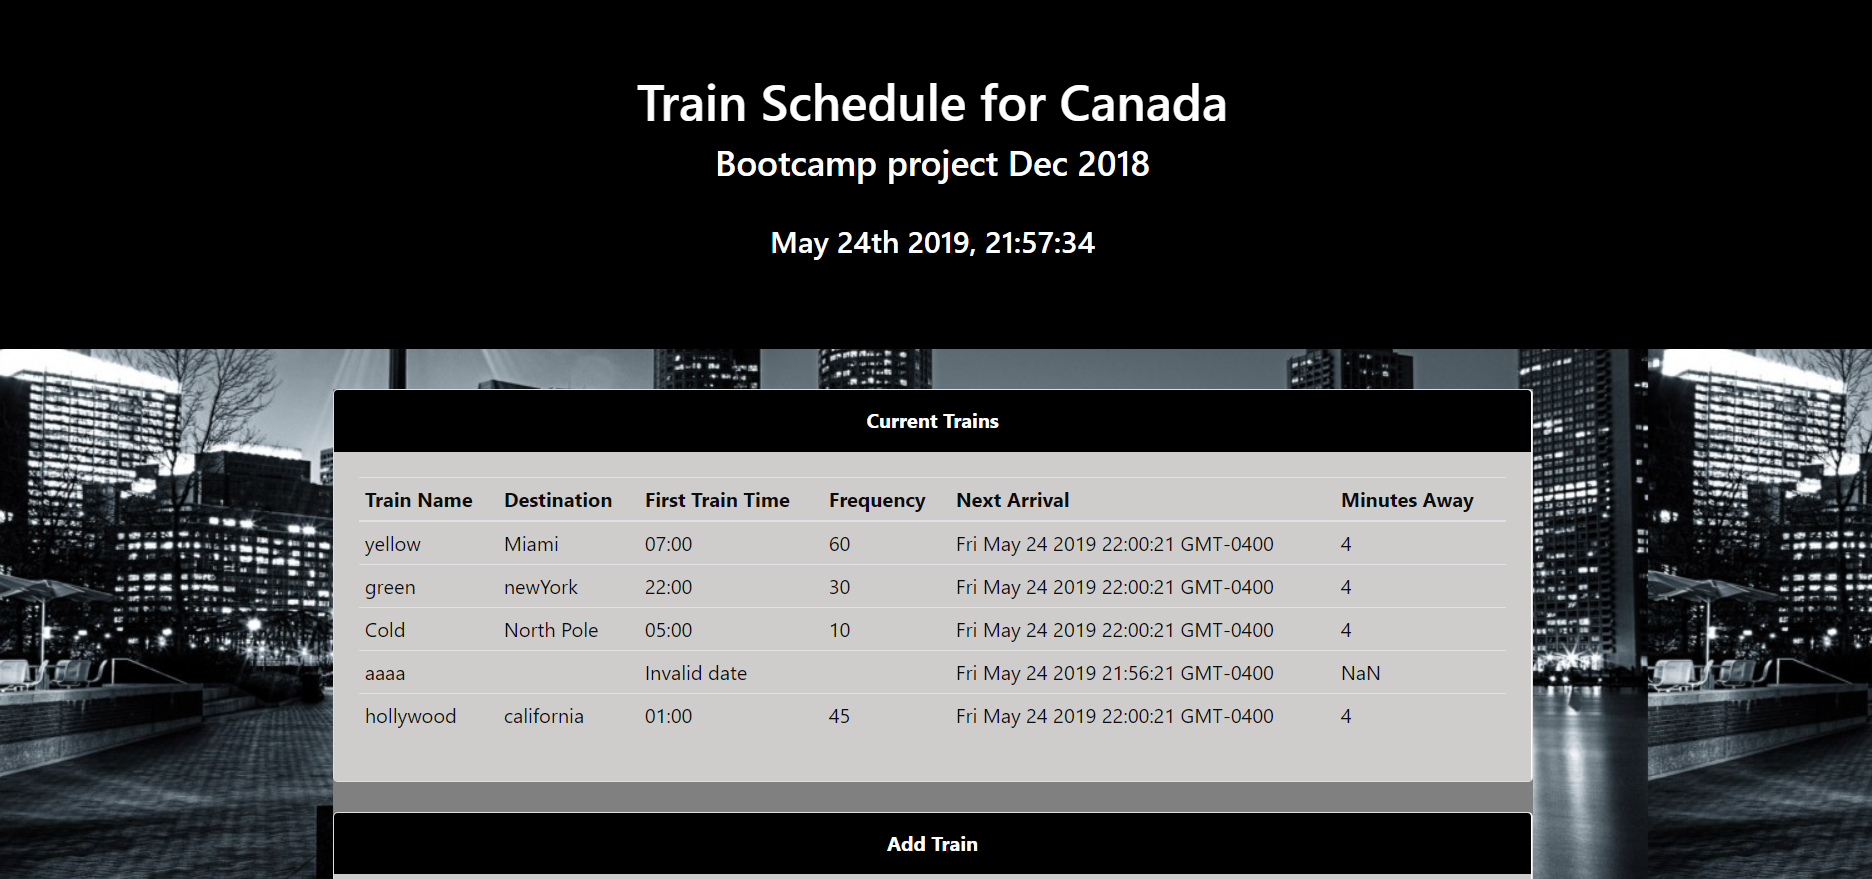 Train Schedule for Canada
Bootcamp project Dec 2018
May 24th 2019, 21:57:34
Current Trains
Train Name Destination First Train Time Frequency Next Arrival Minutes Away
yellow Miami 07:00 60 Fri May 24 2019 22:00:21 GMT-0400 4
green newYork 22:00 30 Fri May 24 2019 22:00:21 GMT-0400 4
Cold North Pole 05:00 10 Fri May 24 2019 22:00:21 GMT-0400 4
aaaa Invalid date Fri May 24 2019 21:56:21 GMT-0400 NaN
hollywood california 01:00 45 Fri May 24 2019 22:00:21 GMT-0400 4
Add Train